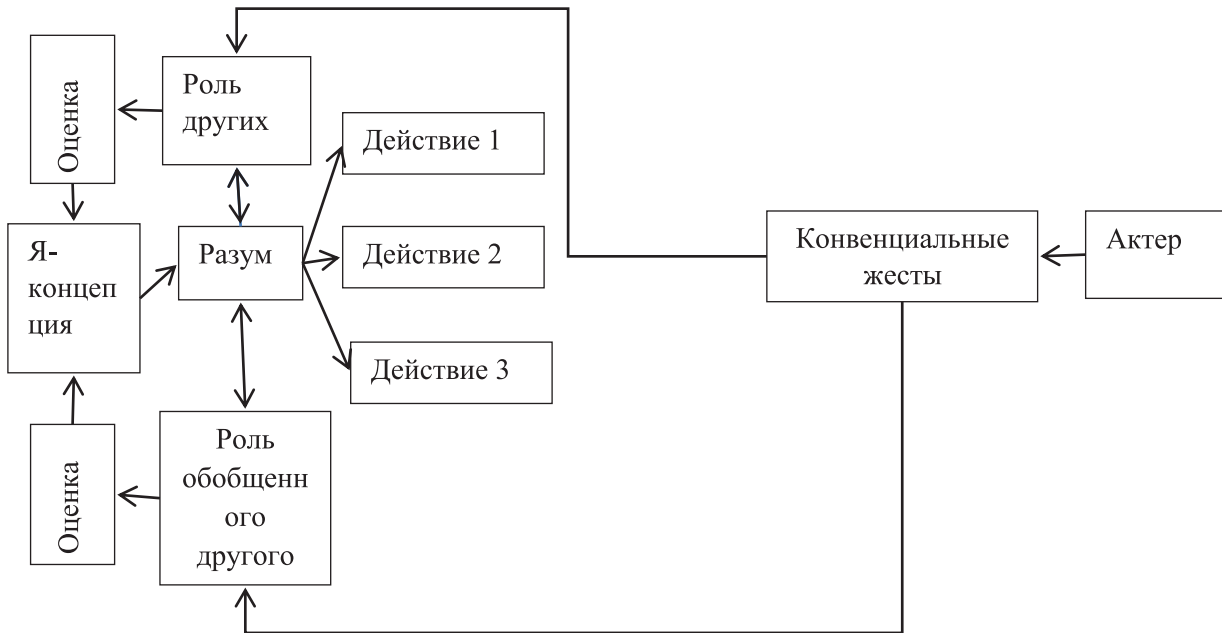 Оценка
Роль
других
Действие 1
Я-
концеп
ция
Разум
Действие 2
Конвенциальные
жесты
Актер
Действие 3
Оценка
Роль
обобщенн
ого
другого